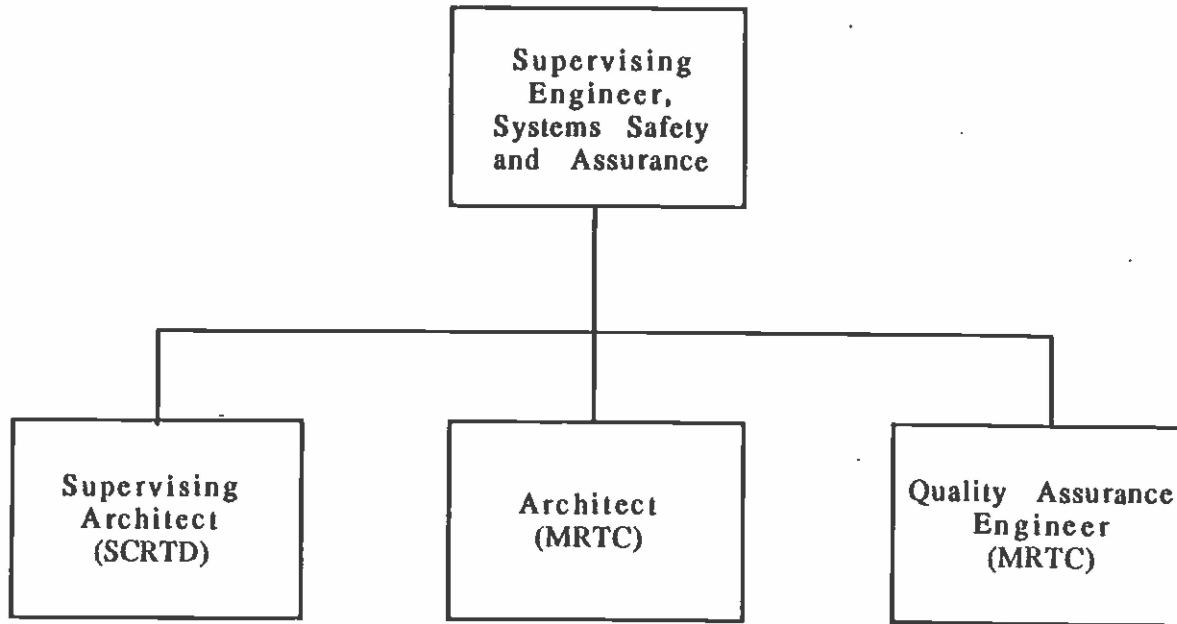 Supervising
Engineer,
Systems Safety
and Assurance
Supervising
Architect
(SCRTD)
Architect
(MRTC)
Quality Assurance
Engineer
(MRTC)